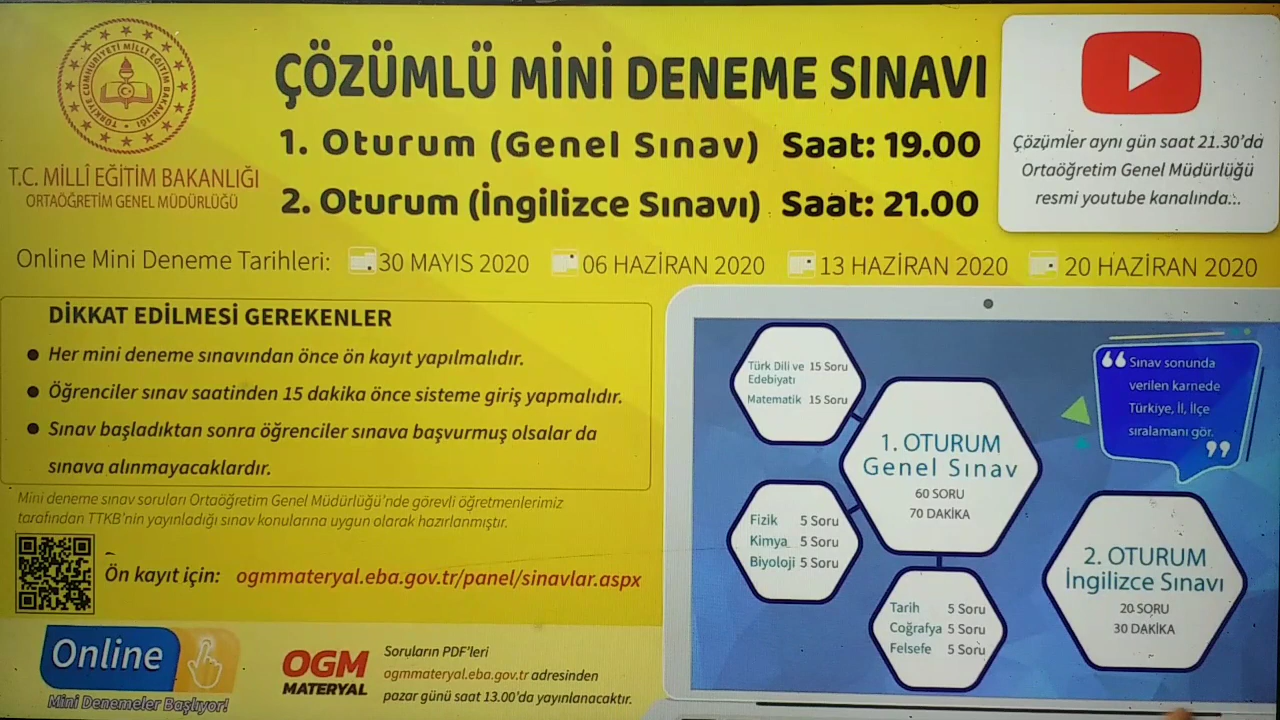 TÜRKİYE CUMHURİYETİ MİLLÎ EĞİTİM BAKANLIĞI
T.C. MİLLÎ EĞİTİM BAKANLIĞI
ORTAÖĞRETİM GENEL MÜDÜRLÜĞÜ
ÇÖZÜMLÜ MİNİ DENEME SINAVI
1. Oturum (Genel Sınav) Saat: 19.00
2. Oturum (İngilizce Sınavı) Saat: 21.00
Çözümler aynı gün saat 21.30'da
Ortaöğretim Genel Müdürlüğü
resmi youtube kanalında...
Online Mini Deneme Tarihleri: 30 MAYIS 2020 06 HAZİRAN 2020 13 HAZİRAN 2020 20 HAZİRAN 2020
DİKKAT EDİLMESİ GEREKENLER
• Her mini deneme sınavından önce ön kayıt yapılmalıdır.
• Öğrenciler sınav saatinden 15 dakika önce sisteme giriş yapmalıdır.
• Sınav başladıktan sonra öğrenciler sınava başvurmuş olsalar da
sınava alınmayacaklardır.
Mini deneme sınav soruları Ortaöğretim Genel Müdürlüğü'nde görevli öğretmenlerimiz
tarafından TTKB'nin yayınladığı sınav konularına uygun olarak hazırlanmıştır.
Ön kayıt için: ogmmateryal.eba.gov.tr/panel/sinavlar.aspx
Online
Mini Denemeler Başlıyor!
OGM
MATERYAL
Soruların PDF'leri
ogmmateryal.eba.gov.tr adresinden
pazar günü saat 13.00'da yayınlanacaktır.
Türk Dili ve 15 Soru
Edebiyatı
Matematik 15 Soru
1. OTURUM
Genel Sınav
60 SORU
70 DAKİKA
Fizik 5 Soru
Kimya 5 Soru
Biyoloji 5 Soru
Tarih 5 Soru
Coğrafya 5 Soru
Felsefe 5 Soru
“ Sınav sonunda
verilen karnede
Türkiye, İl, İlçe
sıralamanı gör. ”
2. OTURUM
İngilizce Sınavı
20 SORU
30 DAKİKA